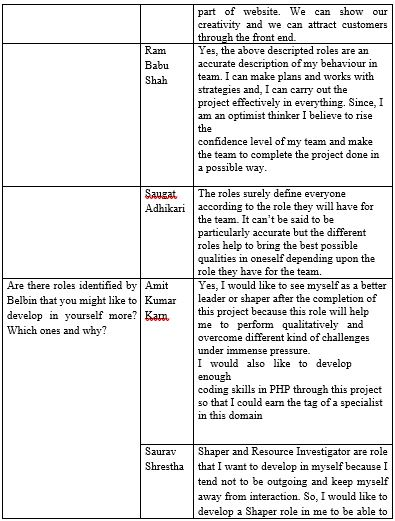 part of website. We can show our
creativity and we can attract customers
through the front end.
Ram
Babu
Shah
Yes, the above descripted roles are an
accurate description of my behaviour in
team. I can make plans and works with
strategies and, I can carry out the
project effectively in everything. Since, I
am an optimist thinker I believe to rise
the
confidence level of my team and make
the team to complete the project done in
a possible way.
Saugat
Adhikari
The roles surely define everyone
according to the role they will have for
the team. It can't be said to be
particularly accurate but the different
roles help to bring the best possible
qualities in oneself depending upon the
role they have for the team.
Are there roles identified by
Belbin that you might like to
develop in yourself more?
Which ones and why?
Amit
Kumar
Karn
Yes, I would like to see myself as a better
leader or shaper after the completion of
this project because this role will help
me to perform qualitatively and
overcome different kind of challenges
under immense pressure.
I would also like to develop
enough
coding skills in PHP through this project
so that I could earn the tag of a specialist
in this domain
Saurav
Shrestha
Shaper and Resource Investigator are role
that I want to develop in myself because I
tend not to be outgoing and keep myself
away from interaction. So, I would like to
develop a Shaper role in me to be able to